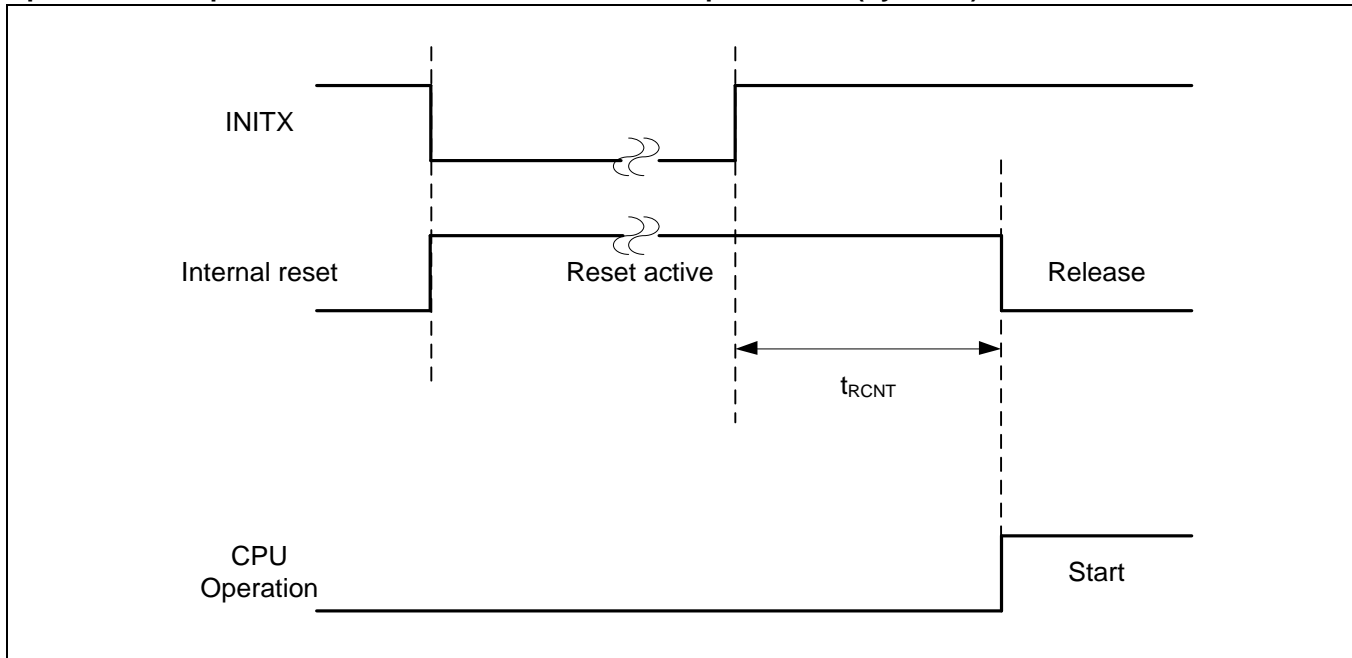 INITX
Internal reset
Reset active
Release
tRCNT
CPU
Operation
Start